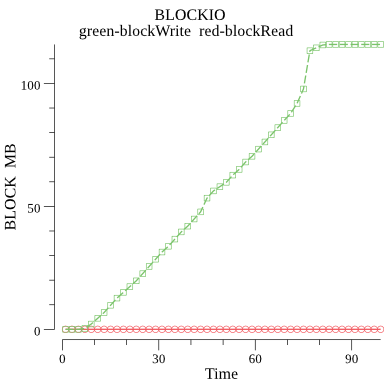 BLOCKIO
green-blockWrite red-blockRead
BLOCK MB
100
50
0
0 30 60 90
Time